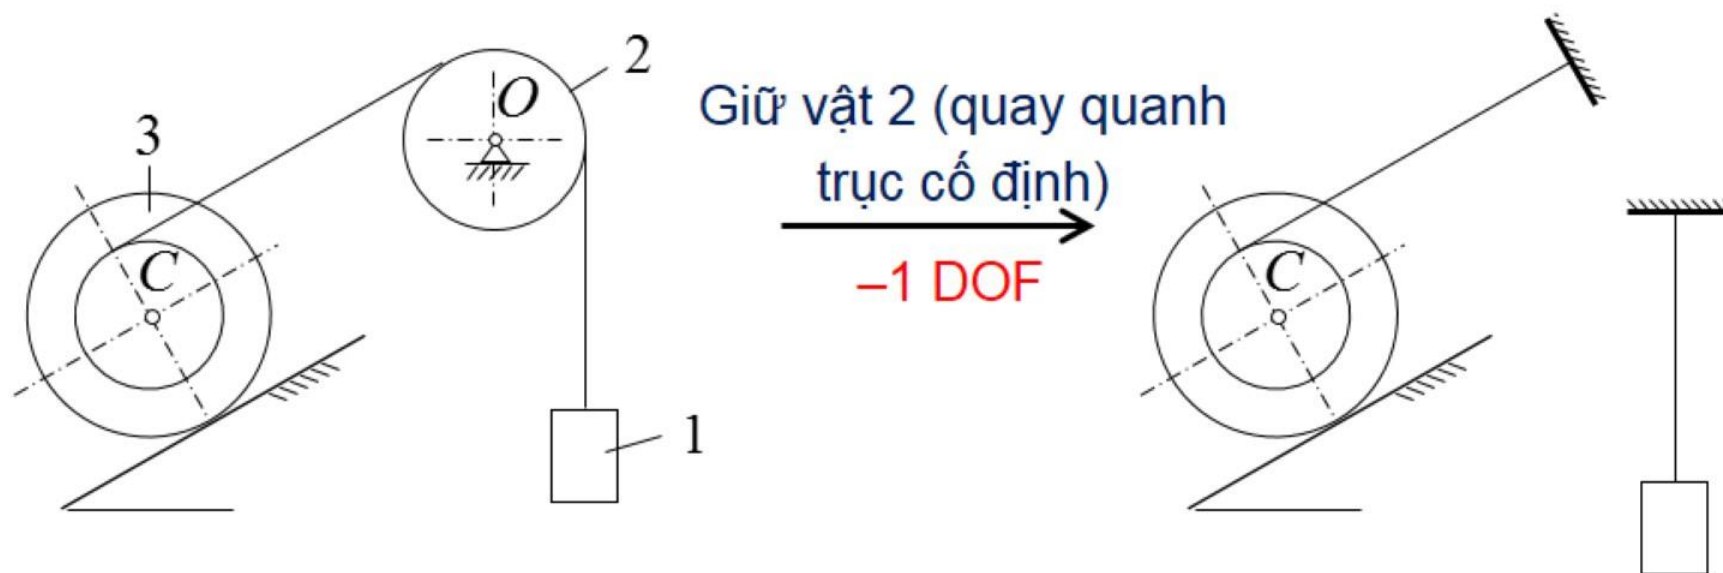 2
O
3
C
1
Giữ vật 2 (quay quanh
trục cố định)
–1 DOF
C